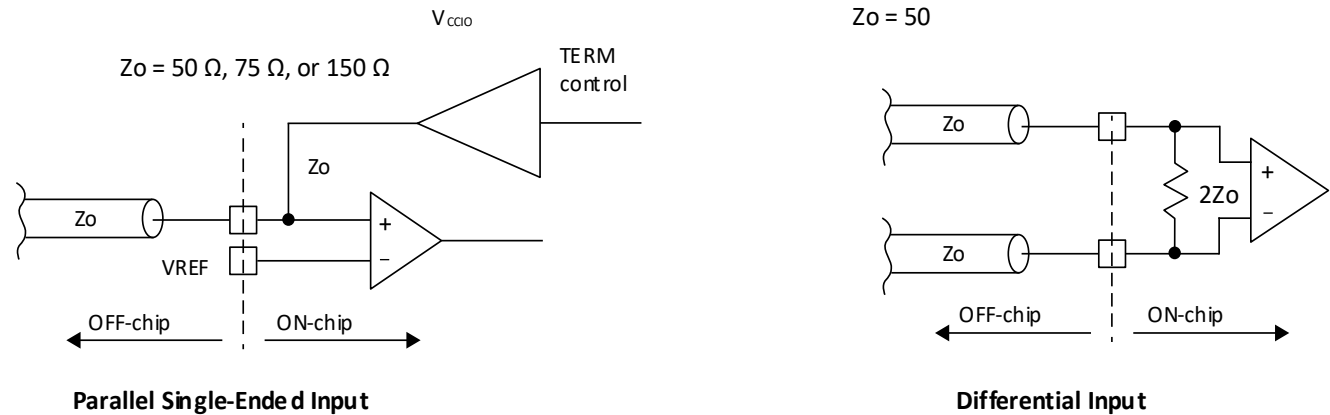 V CCIO
Zo = 50 Ω, 75 Ω, or 150 Ω
TERM
control
Zo
Zo
+
−
VREF
OFF-chip
ON-chip
Parallel Single-Ended Input
Zo = 50
Zo
+
2Zo
−
Zo
OFF-chip
ON-chip
Differential Input